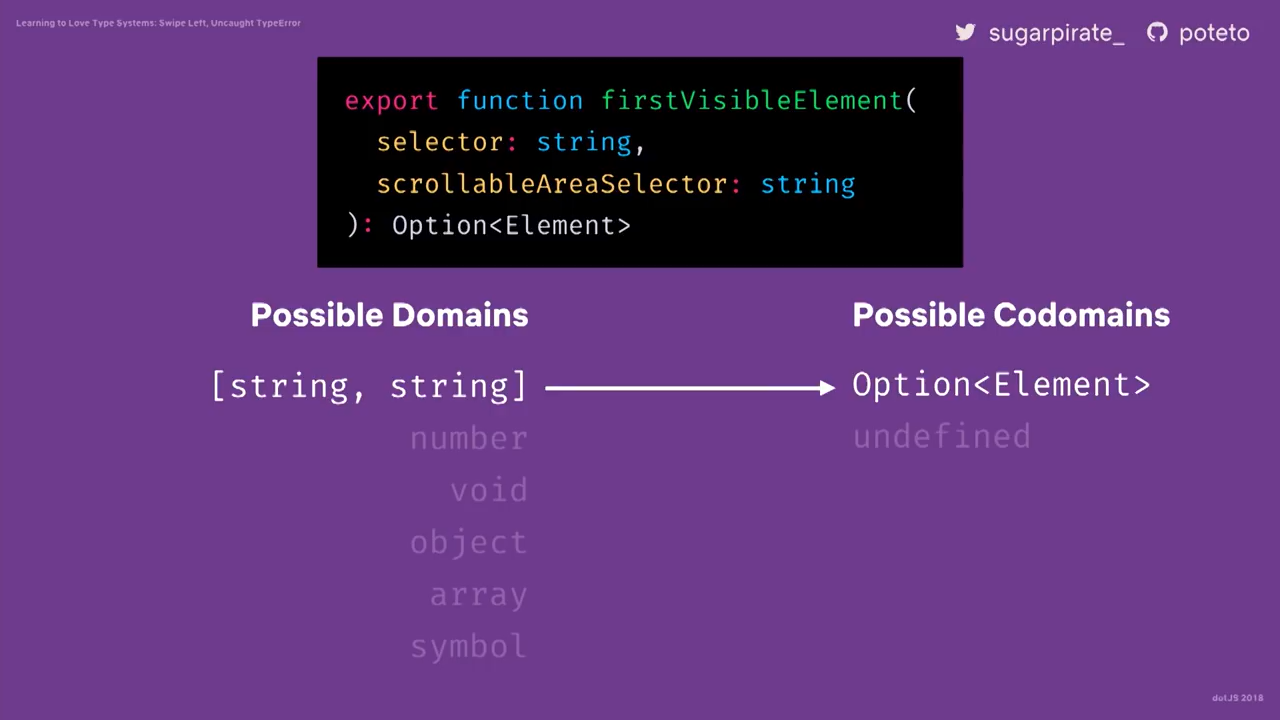 Learning to Love Type Systems: Swipe Left, Uncaught TypeError
sugarpirate_ poteto
export function firstVisibleElement(
selector: string,
scrollableAreaSelector: string
): Option<Element>
Possible Domains
Possible Codomains
[string, string]
Option<Element>
number
undefined
void
object
array
symbol
dotJS 2018